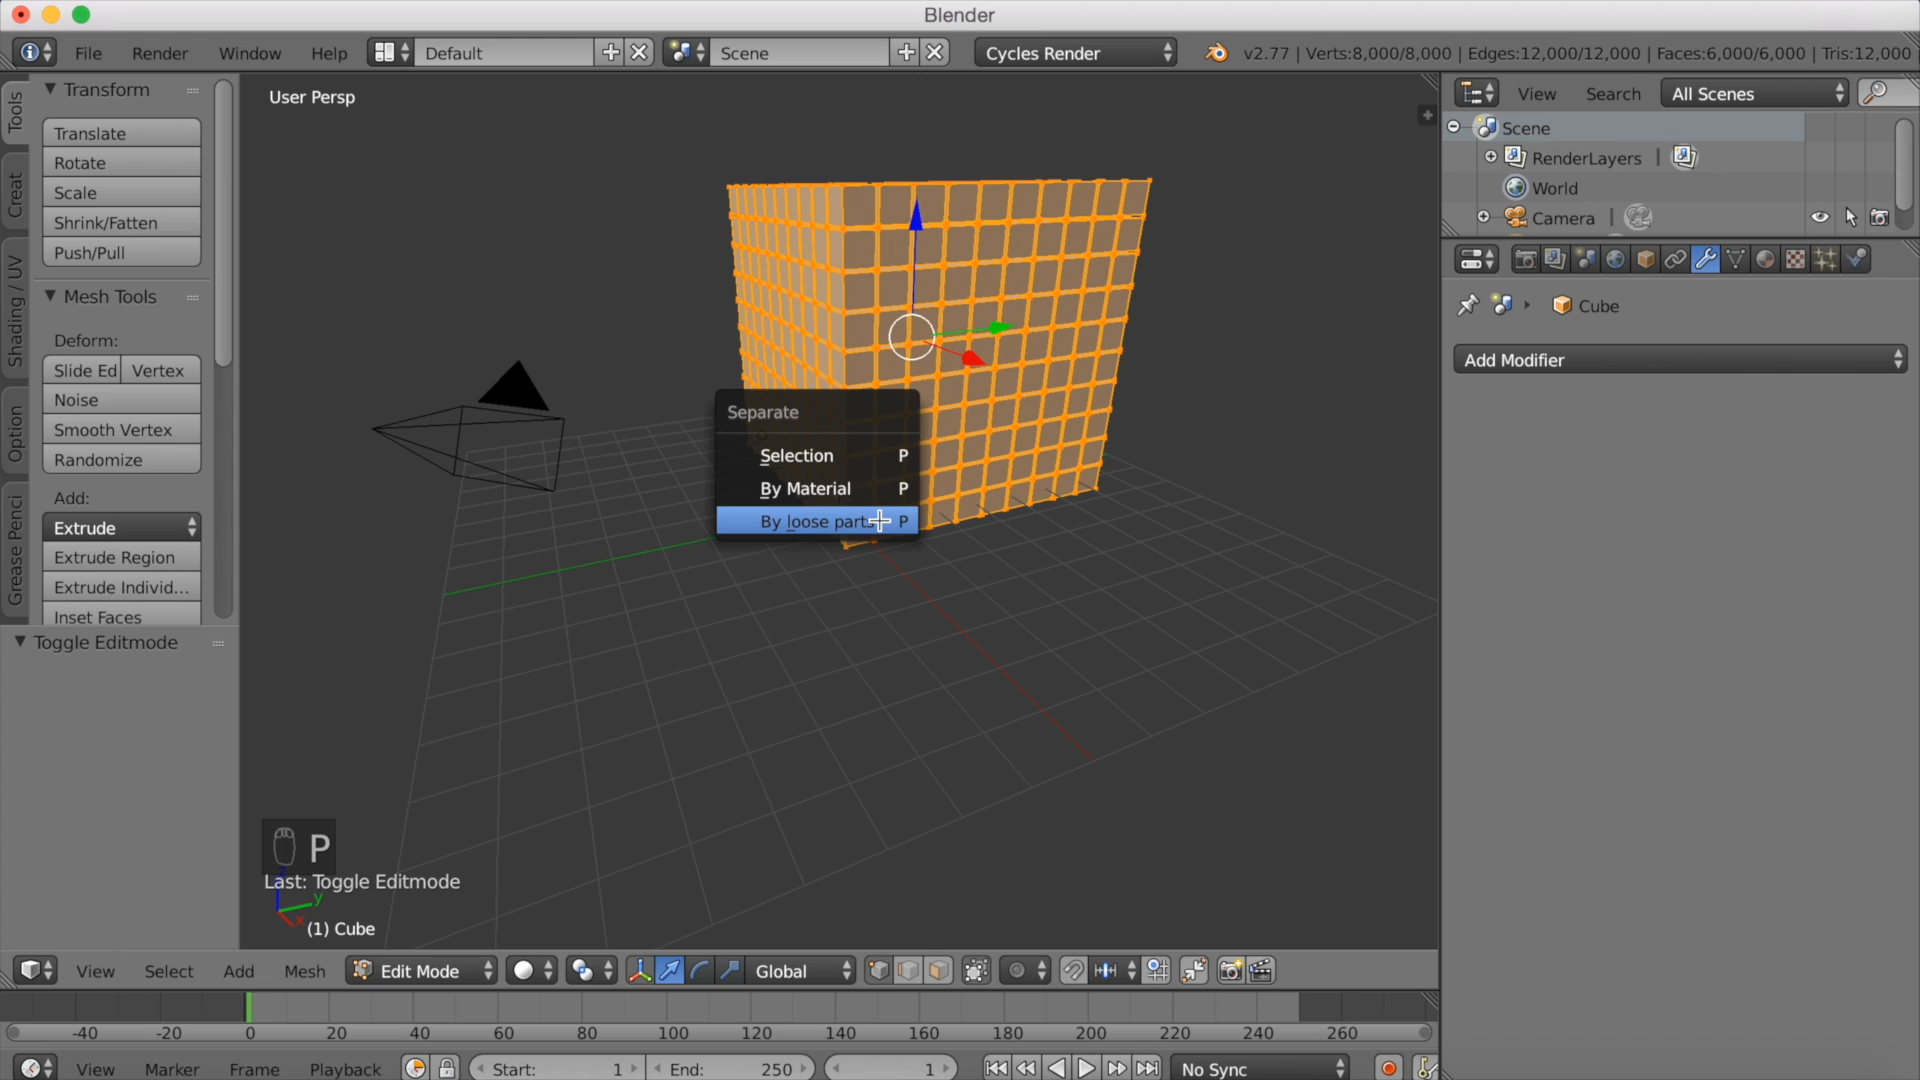 Blender
File Render Window Help Default Scene Cycles Render v2.77 | Verts:8,000/8,000 | Edges:12,000/12,000 | Faces:6,000/6,000 | Tris:12,000
Tools
Creat
Shading / UV
Option
Grease Penci
Transform
Translate
Rotate
Scale
Shrink/Fatten
Push/Pull
Mesh Tools
Deform:
Slide Ed Vertex
Noise
Smooth Vertex
Randomize
Add:
Extrude
Extrude Region
Extrude Individ...
Inset Faces
Toggle Editmode
User Persp
Separate
Selection P
By Material P
By loose parts P
P
Last: Toggle Editmode
y
x
(1) Cube
View Search All Scenes
Scene
RenderLayers |
World
Camera |
Cube
Add Modifier
View Select Add Mesh Edit Mode Global
-40 -20 0 20 40 60 80 100 120 140 160 180 200 220 240 260
View Marker Frame Playback Start: 1 End: 250 1 No Sync